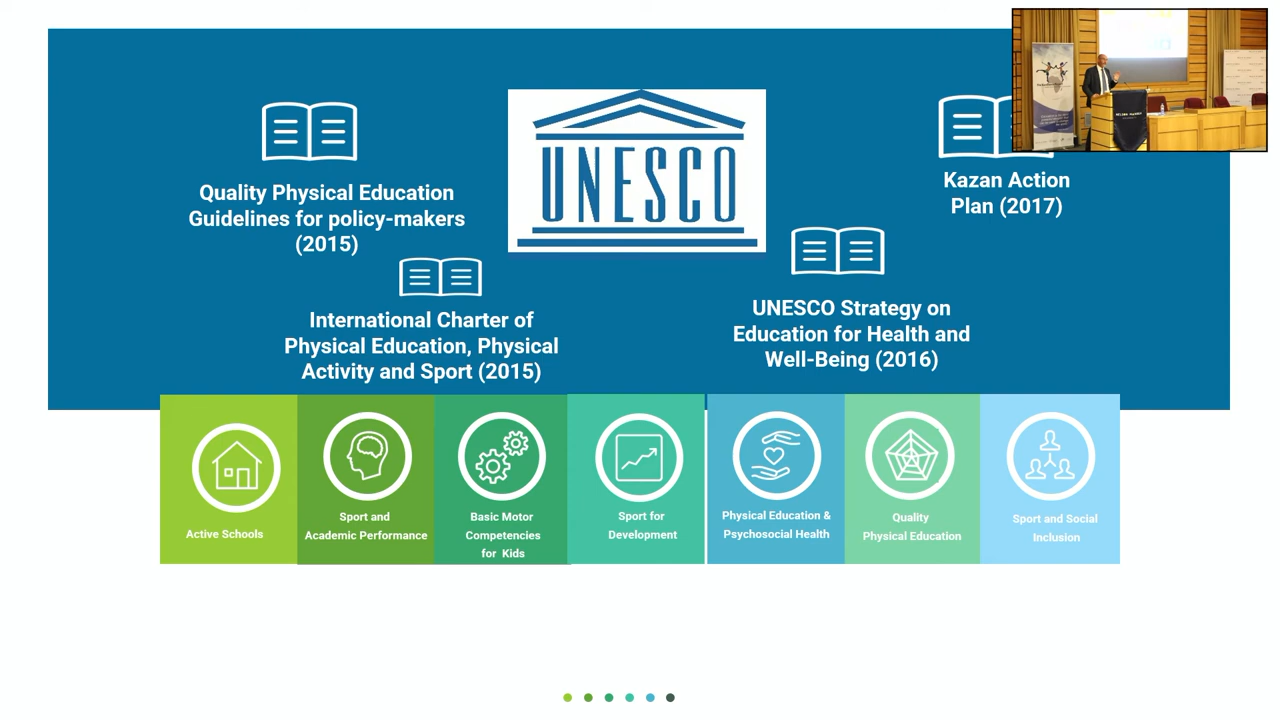 UNESCO
Quality Physical Education
Guidelines for policy-makers
(2015)
Kazan Action
Plan (2017)
International Charter of
Physical Education, Physical
Activity and Sport (2015)
UNESCO Strategy on
Education for Health and
Well-Being (2016)
Active Schools
Sport and
Academic Performance
Basic Motor
Competencies
for Kids
Sport for
Development
Physical Education &
Psychosocial Health
Quality
Physical Education
Sport and Social
Inclusion